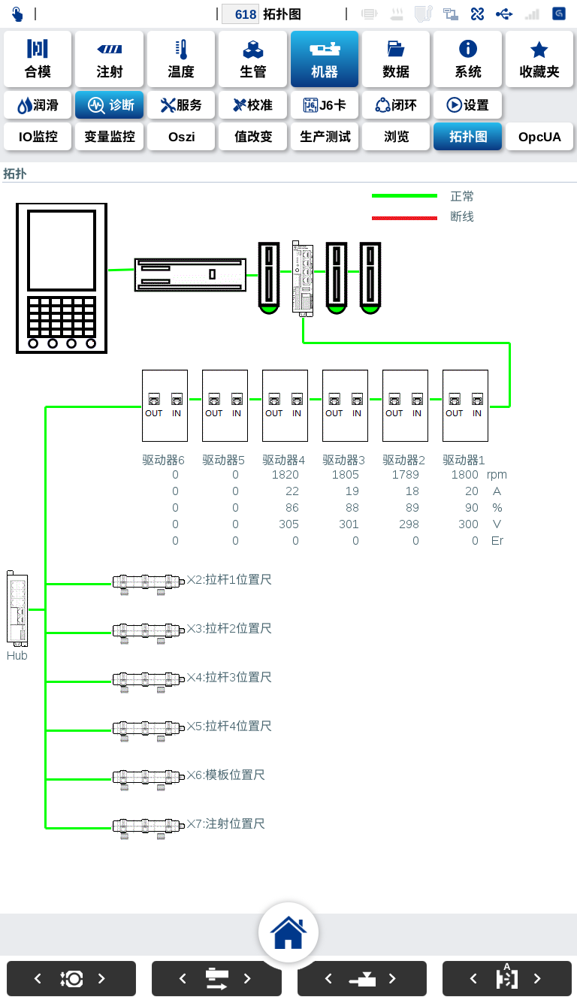 618 拓扑图
合模 注射 温度 生管 机器 数据 系统 收藏夹
润滑 诊断 服务 校准 J6 J6卡 闭环 设置
IO监控 变量监控 Oszi 值改变 生产测试 浏览 拓扑图 OpcUA
拓扑
正常
断线
OUT IN OUT IN OUT IN OUT IN OUT IN OUT IN
驱动器6 驱动器5 驱动器4 驱动器3 驱动器2 驱动器1
0 0 1820 1805 1789 1800 rpm
0 0 22 19 18 20 A
0 0 86 88 89 90 %
0 0 305 301 298 300 V
0 0 0 0 0 0 Er
X2:拉杆1位置尺
X3:拉杆2位置尺
Hub
X4:拉杆3位置尺
X5:拉杆4位置尺
X6:模板位置尺
X7:注射位置尺
A